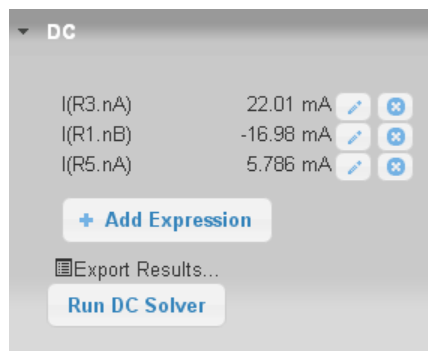 DC
I(R3.nA) 22.01 mA
I(R1.nB) -16.98 mA
I(R5.nA) 5.786 mA
+ Add Expression
Export Results...
Run DC Solver